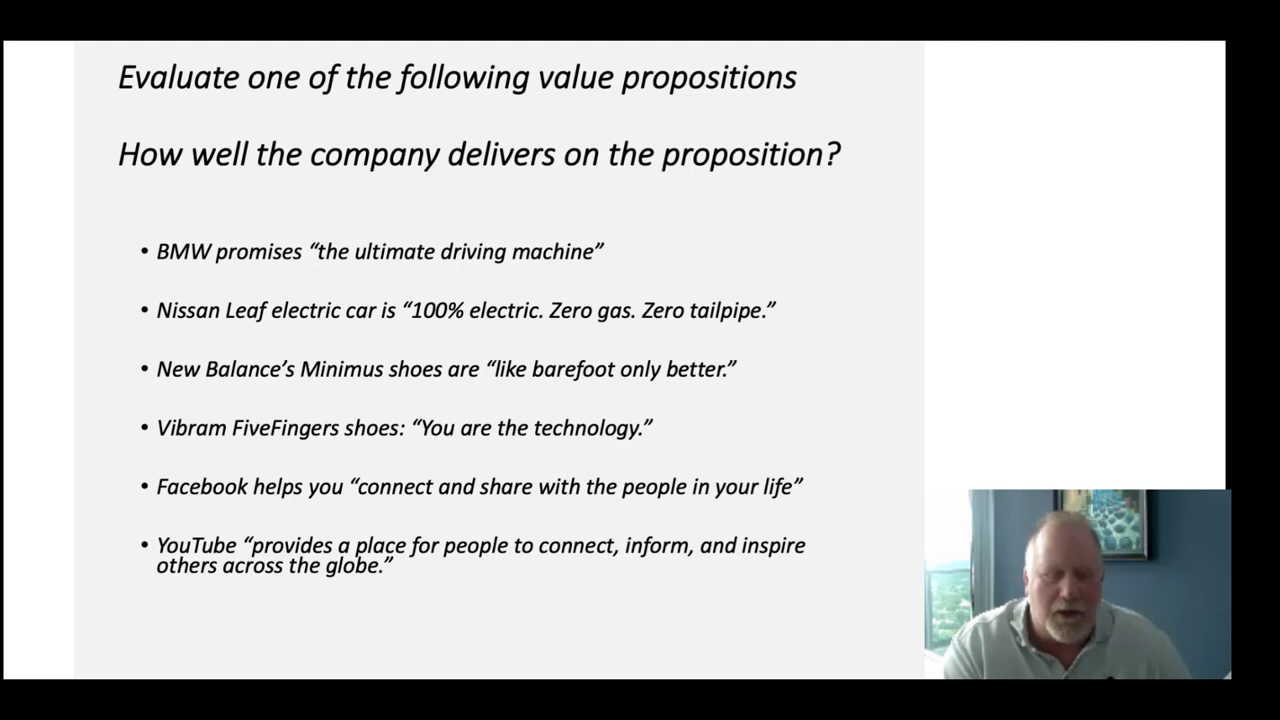 Evaluate one of the following value propositions
How well the company delivers on the proposition?
• BMW promises “the ultimate driving machine”
• Nissan Leaf electric car is “100% electric. Zero gas. Zero tailpipe.”
• New Balance’s Minimus shoes are “like barefoot only better.”
• Vibram FiveFingers shoes: “You are the technology.”
• Facebook helps you “connect and share with the people in your life”
• YouTube “provides a place for people to connect, inform, and inspire
others across the globe.”